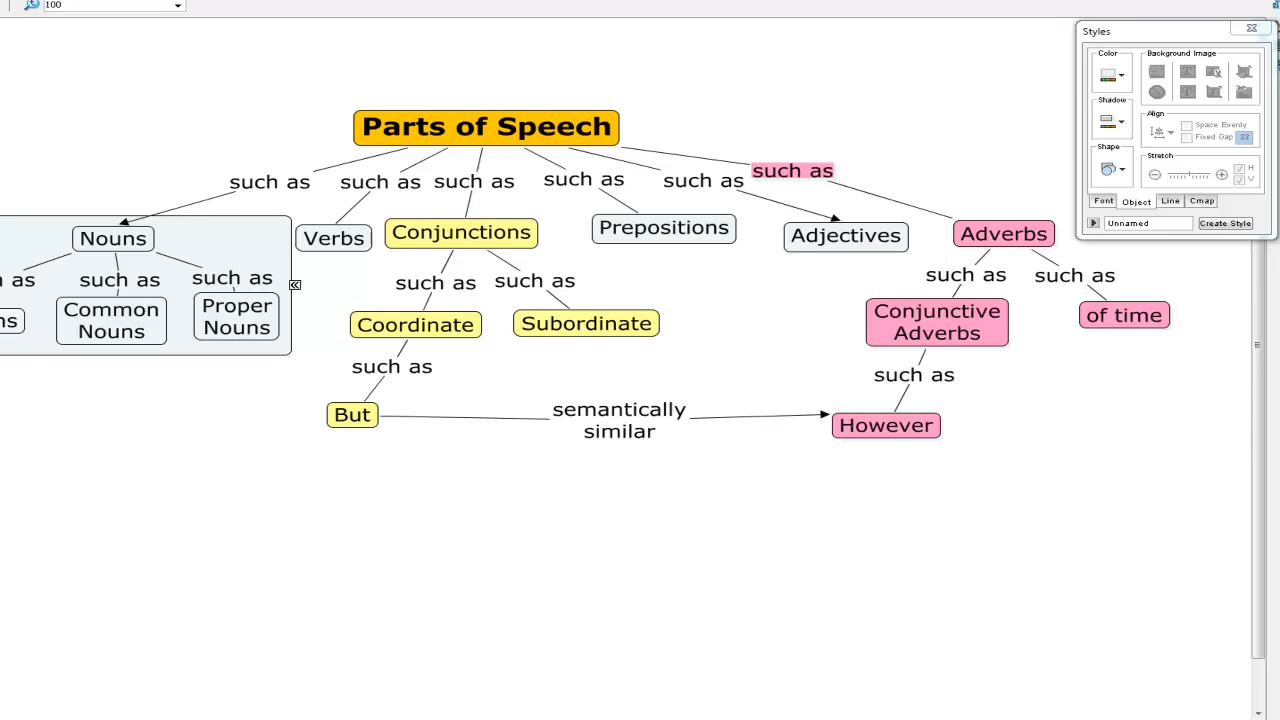 100
Styles
Color
Background Image
Shadow
Align
Space Evenly
Fixed Gap 22
Shape
Stretch
H
V
Font Object Line Cmap
Unnamed Create Style
Parts of Speech
such as
such as
such as
such as
such as
such as
Nouns
Verbs
Conjunctions
Prepositions
Adjectives
Adverbs
as
such as
such as
such as
such as
such as
such as
Common
Nouns
Proper
Nouns
Coordinate
Subordinate
Conjunctive
Adverbs
of time
such as
such as
But
semantically
similar
However